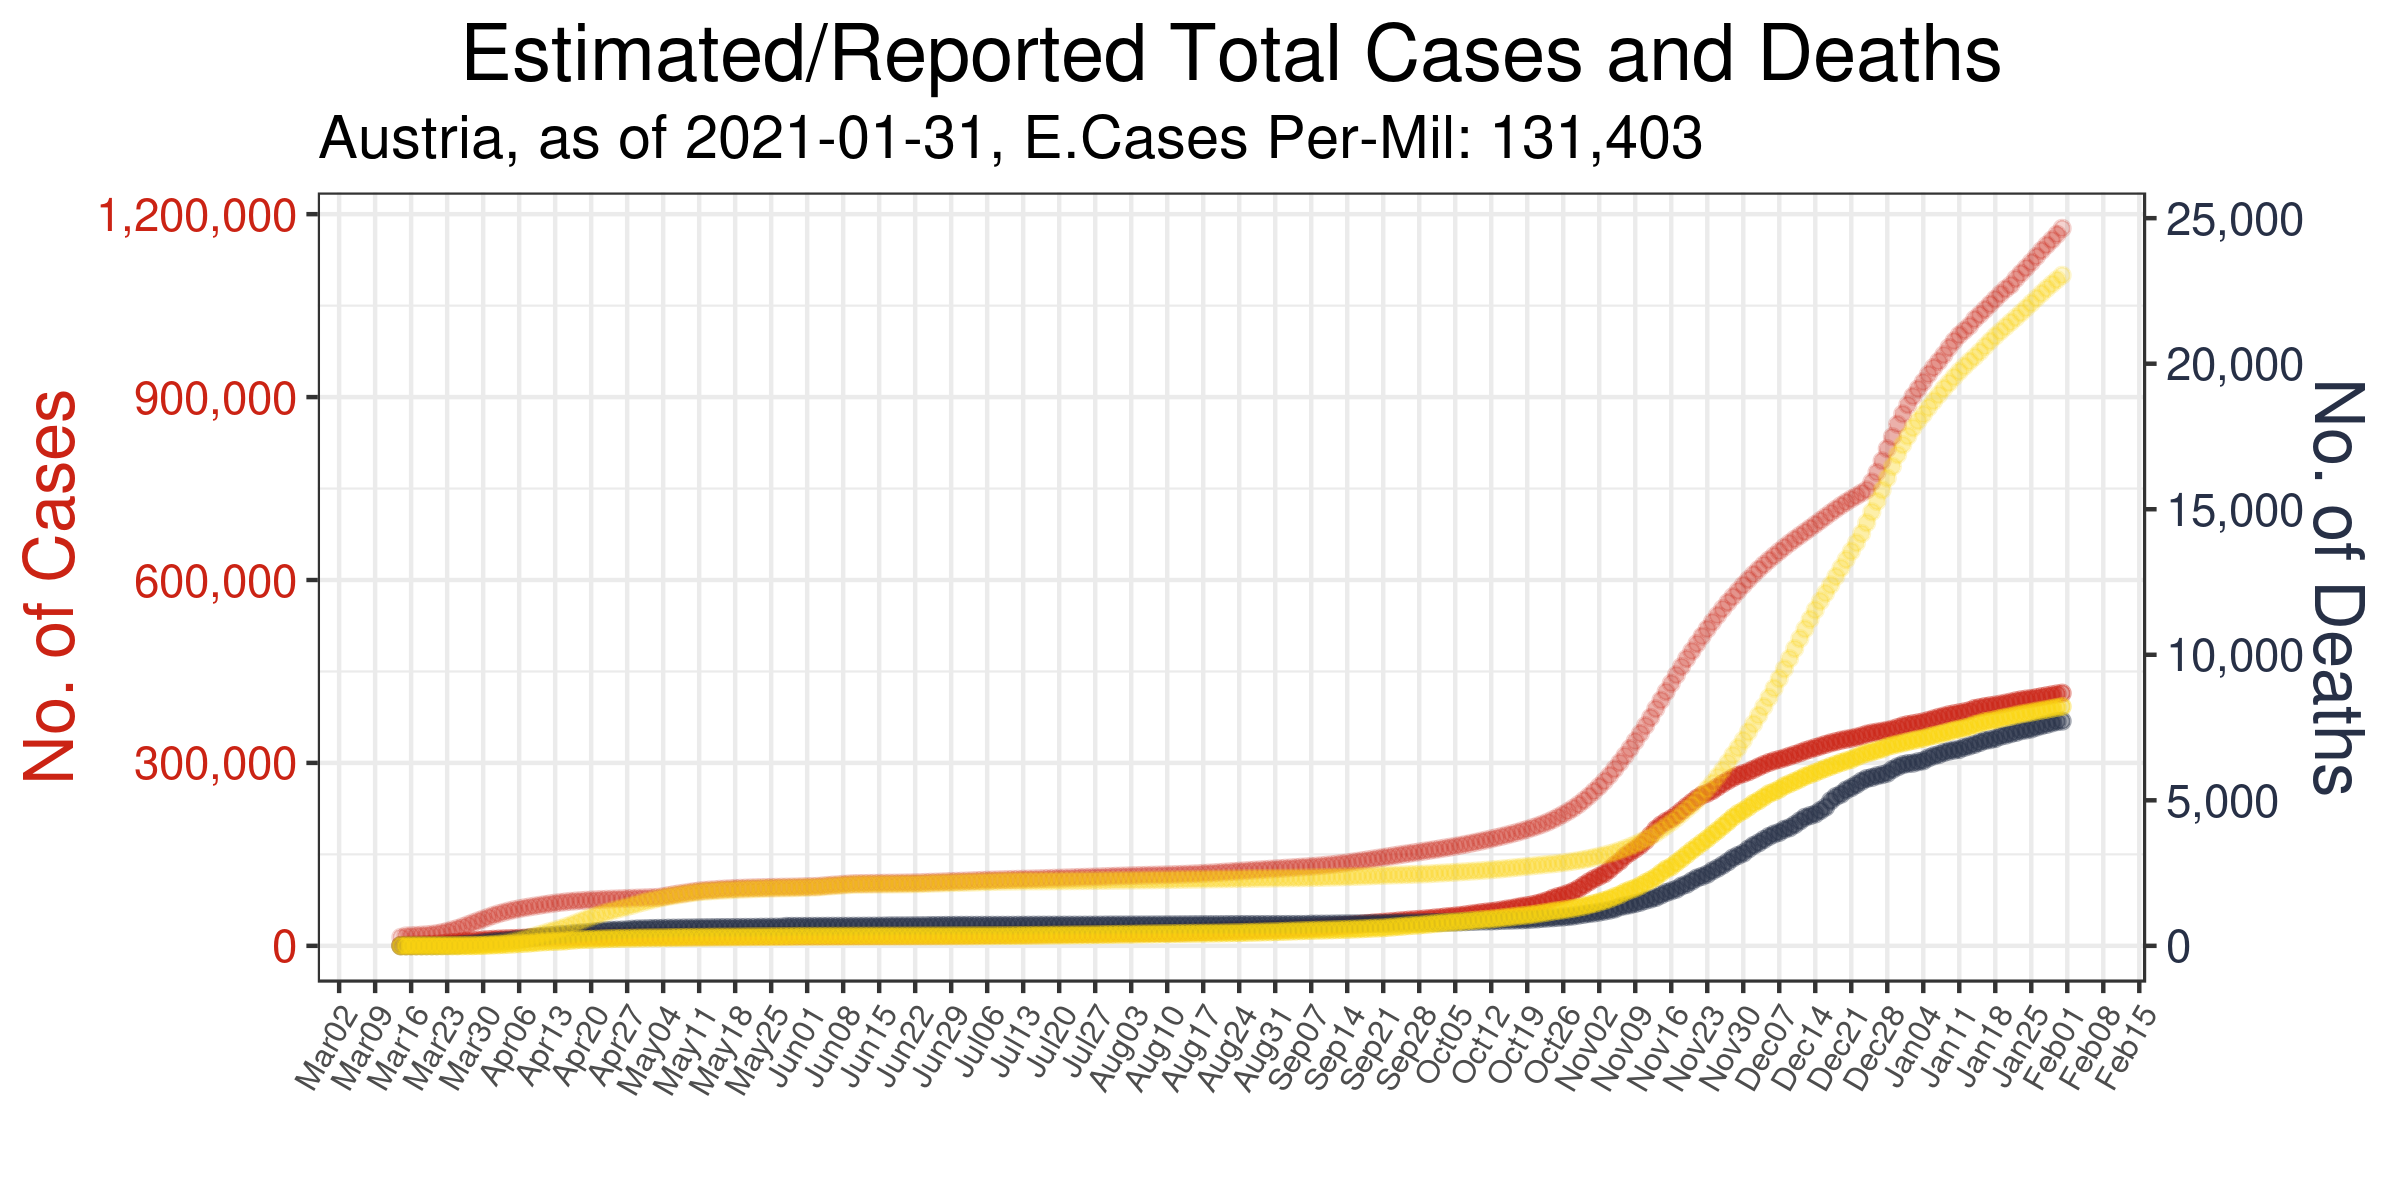 Estimated/Reported Total Cases and Deaths
Austria, as of 2021-01-31, E.Cases Per-Mil: 131,403
No. of Cases
1,200,000
900,000
600,000
300,000
0
25,000
20,000
15,000
10,000
5,000
0
No. of Deaths
Mar02
Mar09
Mar16
Mar23
Mar30
Apr06
Apr13
Apr20
Apr27
May04
May11
May18
May25
Jun01
Jun08
Jun15
Jun22
Jun29
Jul06
Jul13
Jul20
Jul27
Aug03
Aug10
Aug17
Aug24
Aug31
Sep07
Sep14
Sep21
Sep28
Oct05
Oct12
Oct19
Oct26
Nov02
Nov09
Nov16
Nov23
Nov30
Dec07
Dec14
Dec21
Dec28
Jan04
Jan11
Jan18
Jan25
Feb01
Feb08
Feb15